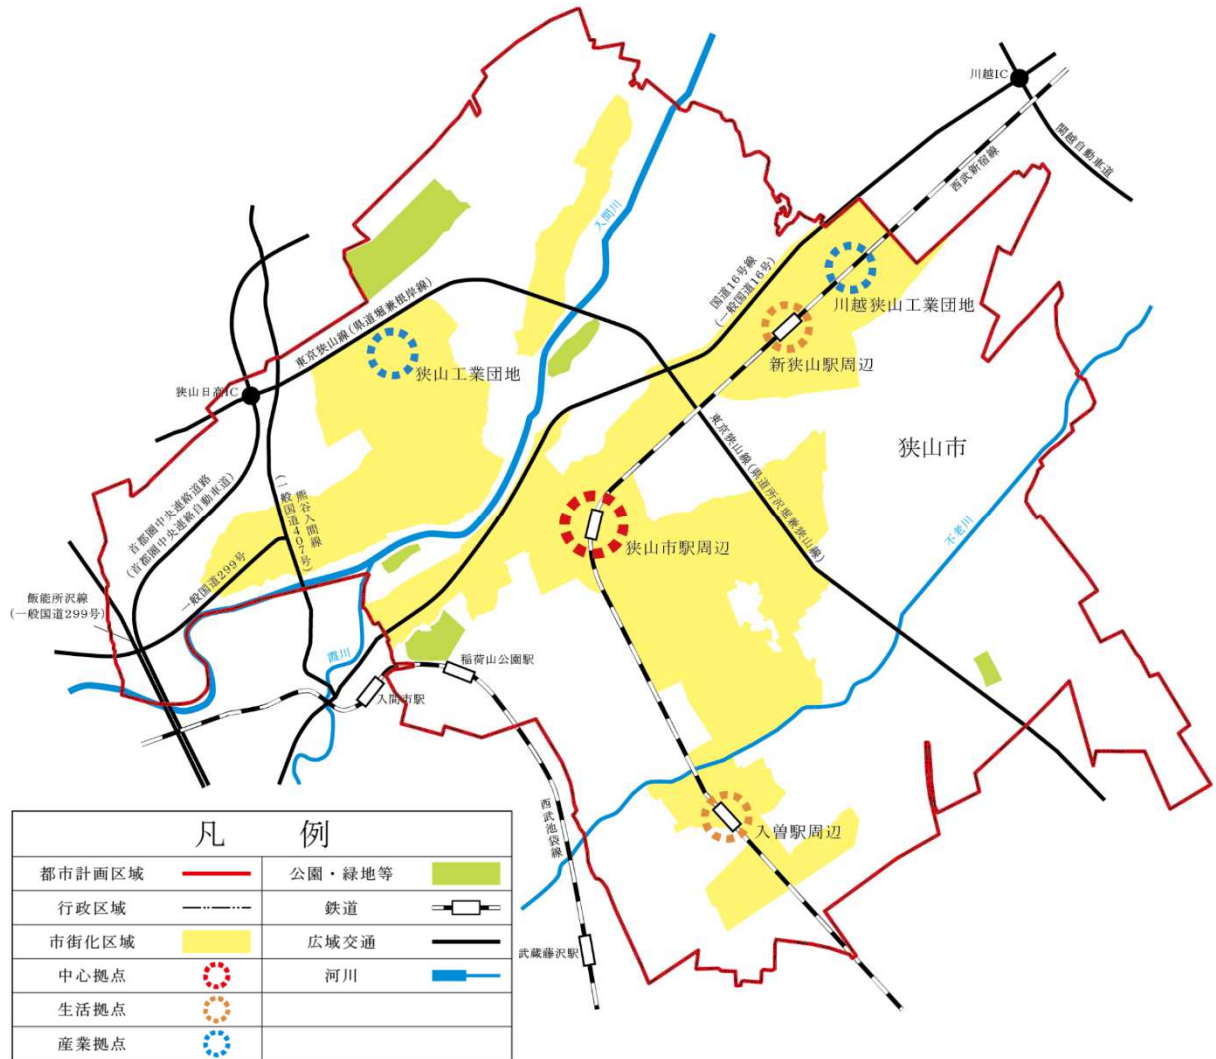 川越IC
関越自動車道
西武新宿線
入間川
国道16号線
(一般国道16号)
川越狭山工業団地
東京狭山線(県道堀兼根岸線)
新狭山駅周辺
狭山工業団地
狭山日高IC
東京狭山線(県道所沢堀兼狭山線)
狭山市
首都圏中央連絡道路
(首都圏中央連絡自動車道)
熊谷入間線
(一般国道407号)
不老川
狭山市駅周辺
一般国道299号
飯能所沢線
(一般国道299号)
霞川
稲荷山公園駅
入間市駅
西武池袋線
入曽駅周辺
武蔵藤沢駅
凡 例
都市計画区域 公園・緑地等
行政区域 鉄道
市街化区域 広域交通
中心拠点 河川
生活拠点
産業拠点